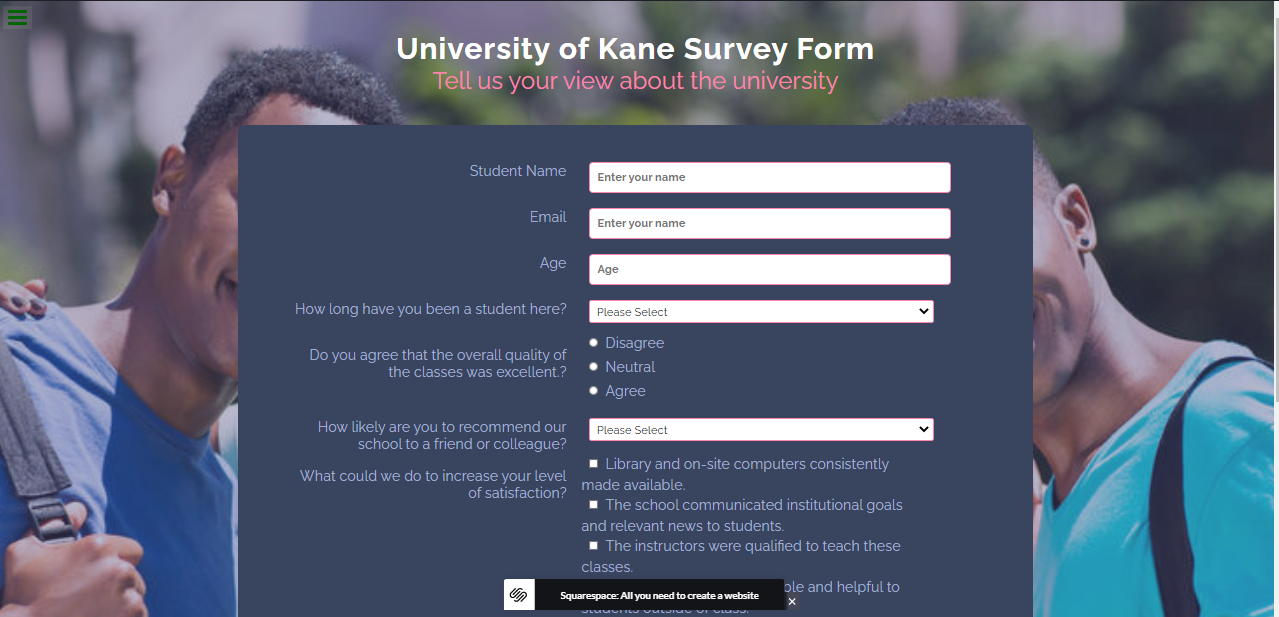 University of Kane Survey Form
Tell us your view about the university
Student Name
Enter your name
Email
Enter your name
Age
Age
How long have you been a student here?
Please Select
Do you agree that the overall quality of
the classes was excellent.?
Disagree
Neutral
Agree
How likely are you to recommend our
school to a friend or colleague?
Please Select
What could we do to increase your level
of satisfaction?
Library and on-site computers consistently
made available.
The school communicated institutional goals
and relevant news to students.
The instructors were qualified to teach these
classes.
and helpful to
students outside of class.
Squarespace: All you need to create a website